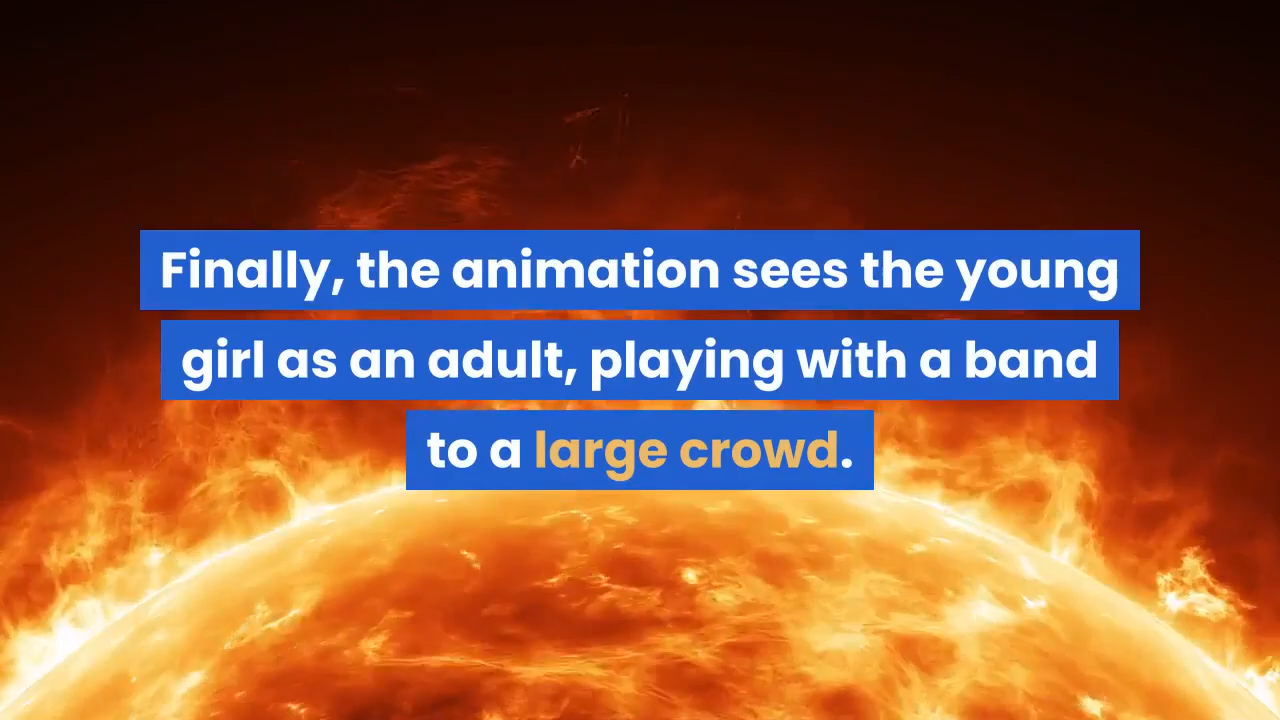 Finally, the animation sees the young
girl as an adult, playing with a band
to a large crowd.